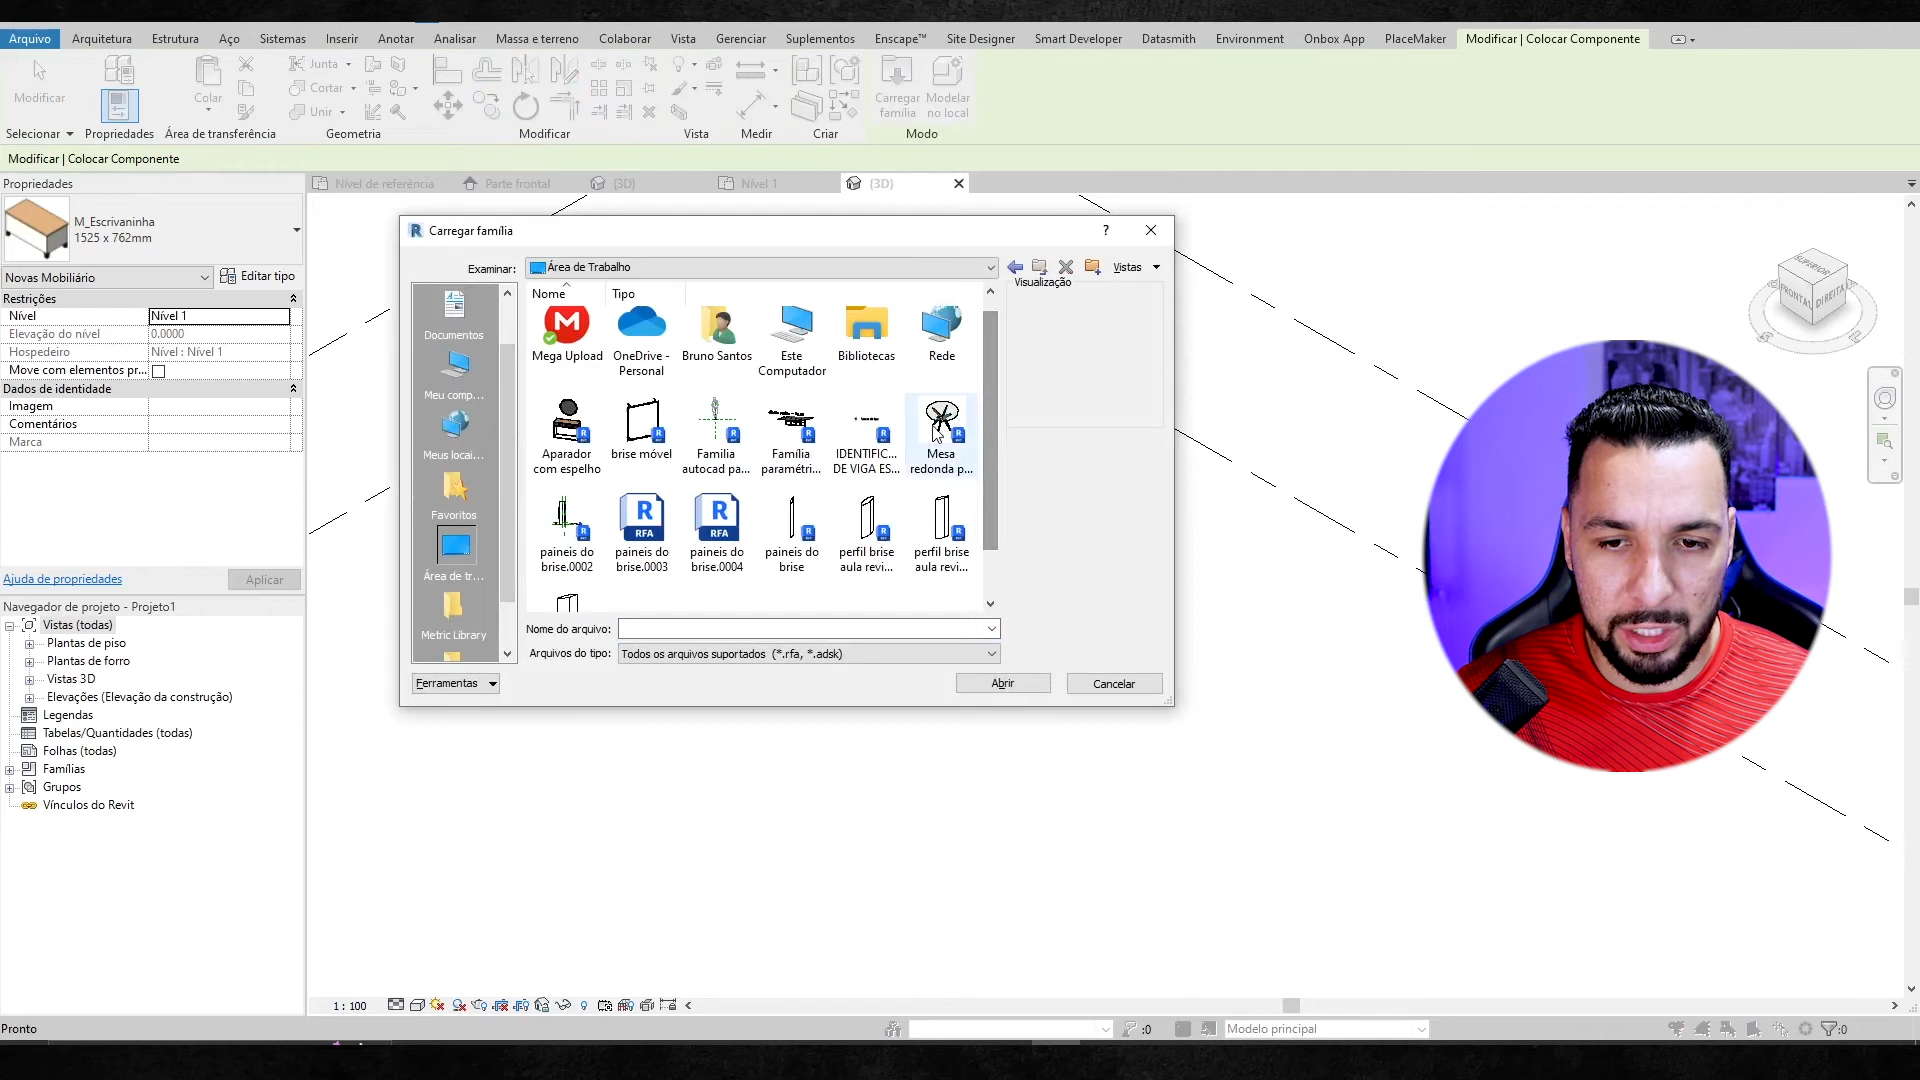 Arquivo Arquitetura Estrutura Aço Sistemas Inserir Anotar Analisar Massa e terreno Colaborar Vista Gerenciar Suplementos Enscape™ Site Designer Smart Developer Datasmith Environment Onbox App PlaceMaker Modificar | Colocar Componente
Modificar
Colar
Junta
Cortar
Unir
Carregar família
Modelar no local
Selecionar Propriedades Área de transferência Geometria Modificar Vista Medir Criar Modo
Modificar | Colocar Componente
Propriedades
Nível de referência Parte frontal {3D} Nível 1 {3D}
M_Escrivaninha
1525 x 762mm
Novas Mobiliário Editar tipo
Restrições
Nível Nível 1
Elevação do nível 0.0000
Hospedeiro Nível : Nível 1
Move com elementos pr...
Dados de identidade
Imagem
Comentários
Marca
Ajuda de propriedades Aplicar
Navegador de projeto - Projeto1
Vistas (todas)
Plantas de piso
Plantas de forro
Vistas 3D
Elevações (Elevação da construção)
Legendas
Tabelas/Quantidades (todas)
Folhas (todas)
Famílias
Grupos
Vínculos do Revit
R Carregar família ?
Examinar: Área de Trabalho Vistas
Documentos
Meu comp...
Meus locai...
Favoritos
Área de tr...
Metric Library
Nome Tipo
Visualização
M
Mega Upload
OneDrive - Personal
Bruno Santos
Este Computador
Bibliotecas
Rede
Aparador com espelho
brise móvel
Familia autocad pa...
Família paramétri...
IDENTIFIC... DE VIGA ES...
Mesa redonda p...
R RFA
R RFA
paineis do brise.0002
paineis do brise.0003
paineis do brise.0004
paineis do brise
perfil brise aula revi...
perfil brise aula revi...
Nome do arquivo:
Arquivos do tipo: Todos os arquivos suportados (*.rfa, *.adsk)
Ferramentas Abrir Cancelar
SUPERIOR
FRONTAL DIREITA
1 : 100
Pronto :0 Modelo principal :0